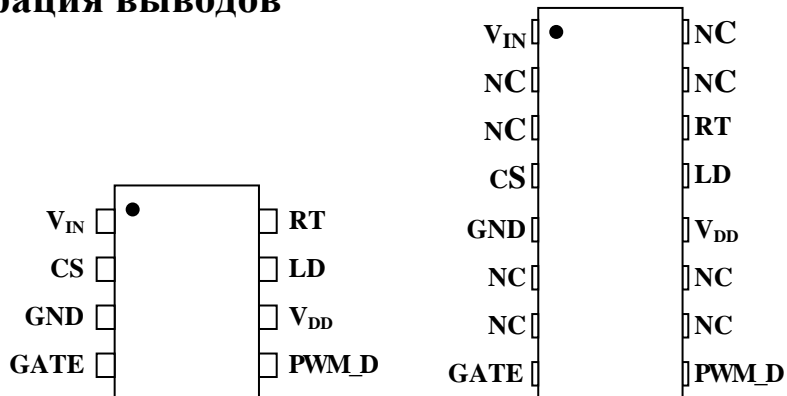 рация выводов
V_IN NC
NC NC
NC RT
CS LD
GND V_DD
NC NC
NC NC
GATE PWM_D
V_IN RT
CS LD
GND V_DD
GATE PWM_D